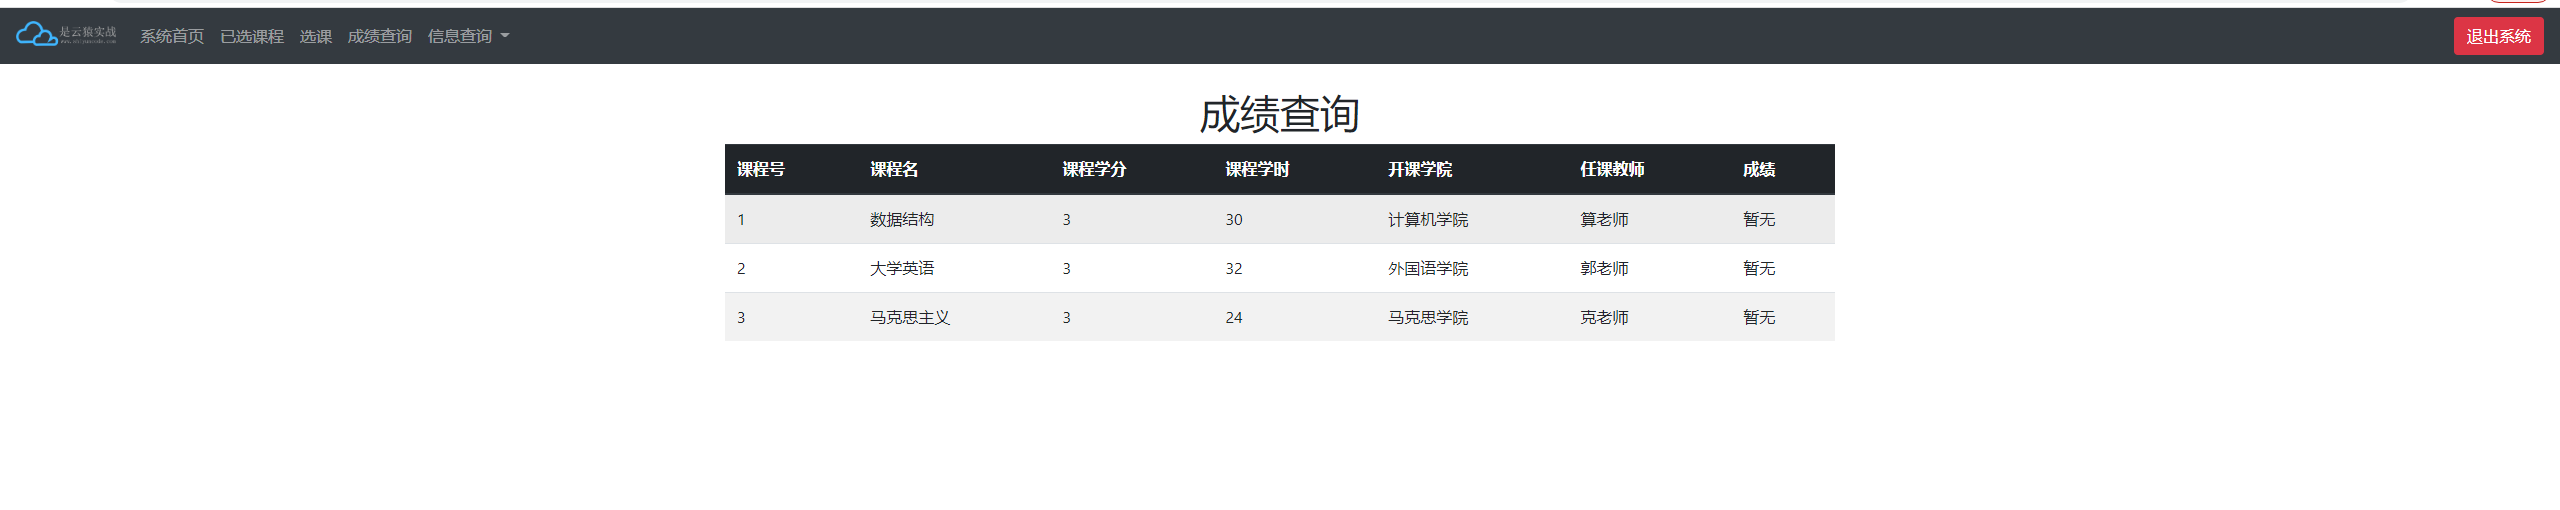 是云猿实战
系统首页 已选课程 选课 成绩查询 信息查询 退出系统
成绩查询
课程号 课程名 课程学分 课程学时 开课学院 任课教师 成绩
1 数据结构 3 30 计算机学院 算老师 暂无
2 大学英语 3 32 外国语学院 郭老师 暂无
3 马克思主义 3 24 马克思学院 克老师 暂无